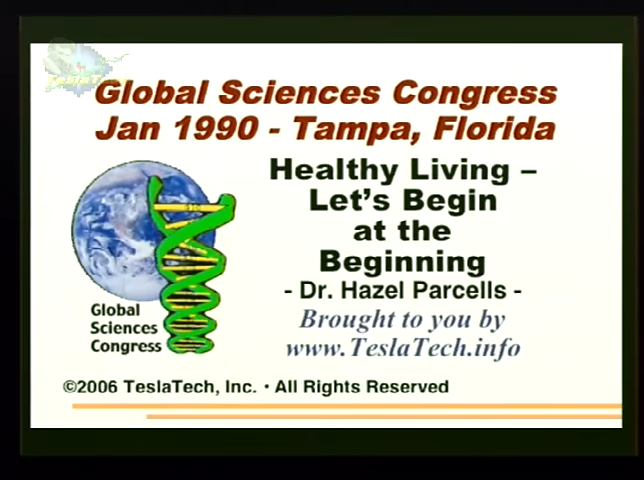 TeslaTech
Global Sciences Congress
Jan 1990 - Tampa, Florida
Healthy Living –
Let's Begin
at the
Beginning
- Dr. Hazel Parcells -
Brought to you by
www.TeslaTech.info
Global
Sciences
Congress
©2006 TeslaTech, Inc. • All Rights Reserved